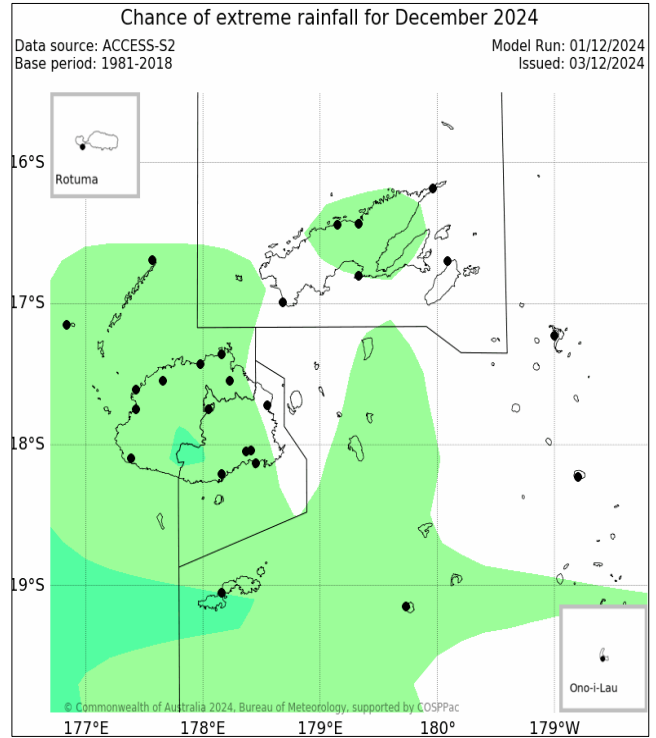 Chance of extreme rainfall for December 2024
Data source: ACCESS-S2
Model Run: 01/12/2024
Base period: 1981-2018
Issued: 03/12/2024
16°S
Rotuma
17°S
18°S
19°S
Ono-i-Lau
© Commonwealth of Australia 2024, Bureau of Meteorology, supported by COSPPac
177°E 178°E 179°E 180° 179°W